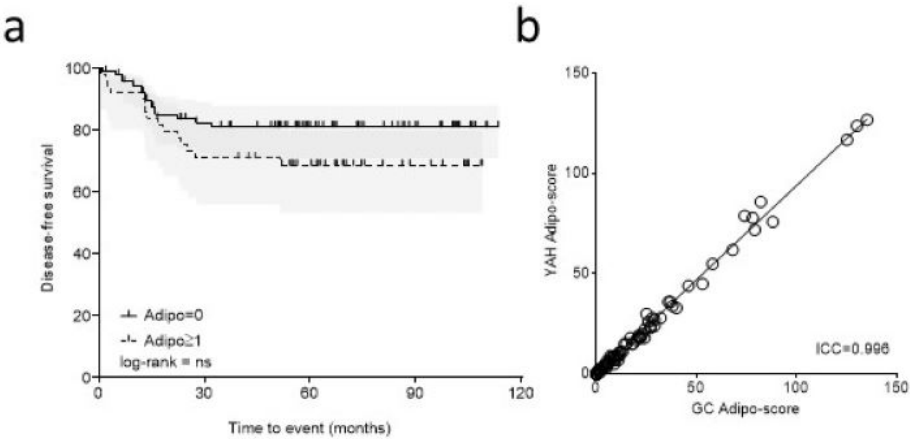 a
b
100
80
60
40
20
0
Disease-free survival
Adipo=0
Adipo≥1
log-rank = ns
0
30
60
90
120
Time to event (months)
150
100
50
0
YAH Adipo-score
ICC=0.996
0
50
100
150
GC Adipo-score